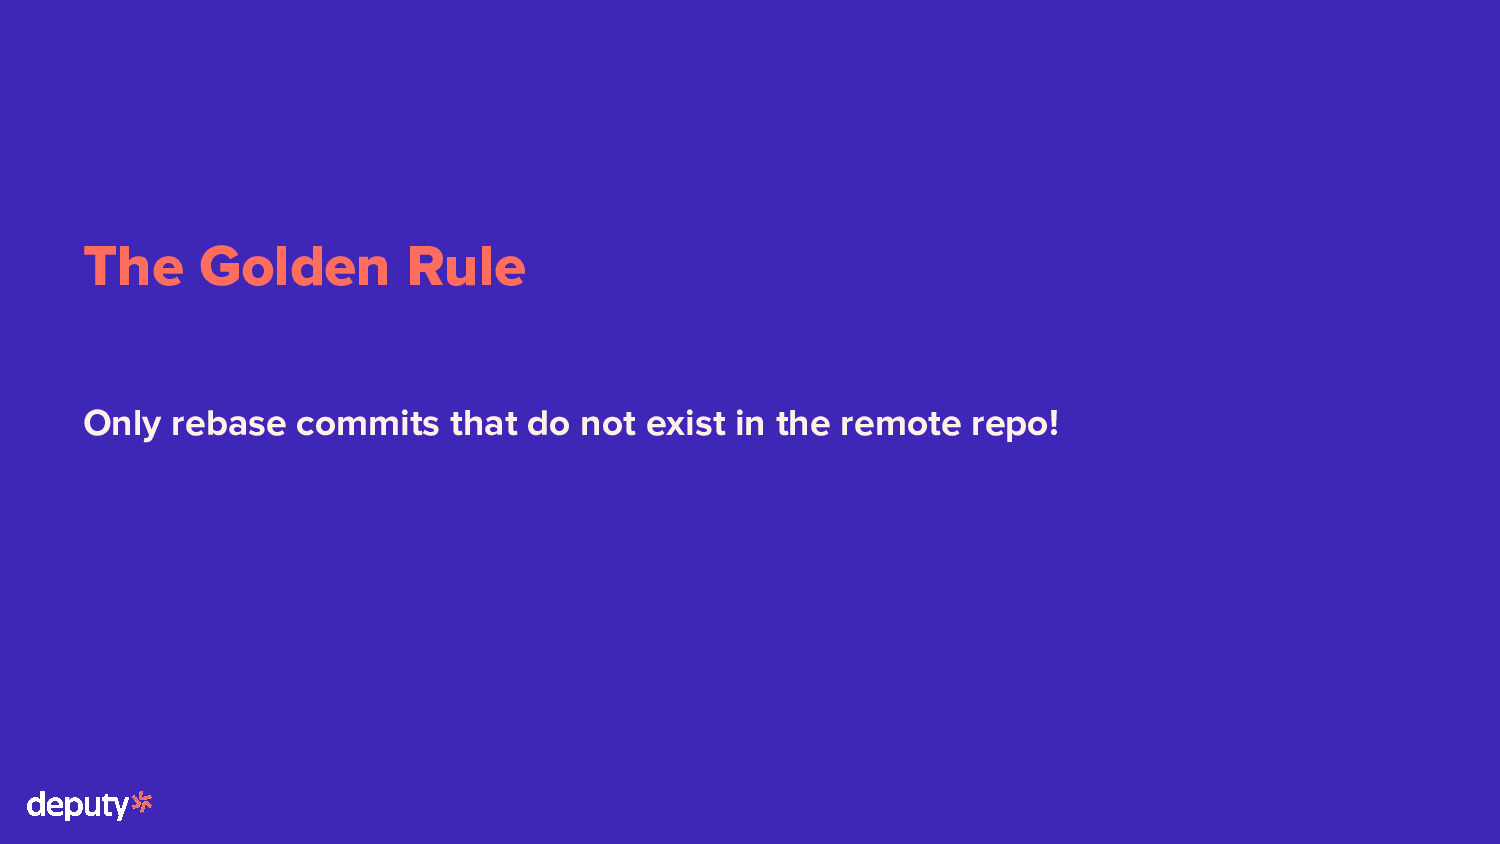 The Golden Rule
Only rebase commits that do not exist in the remote repo!
deputy